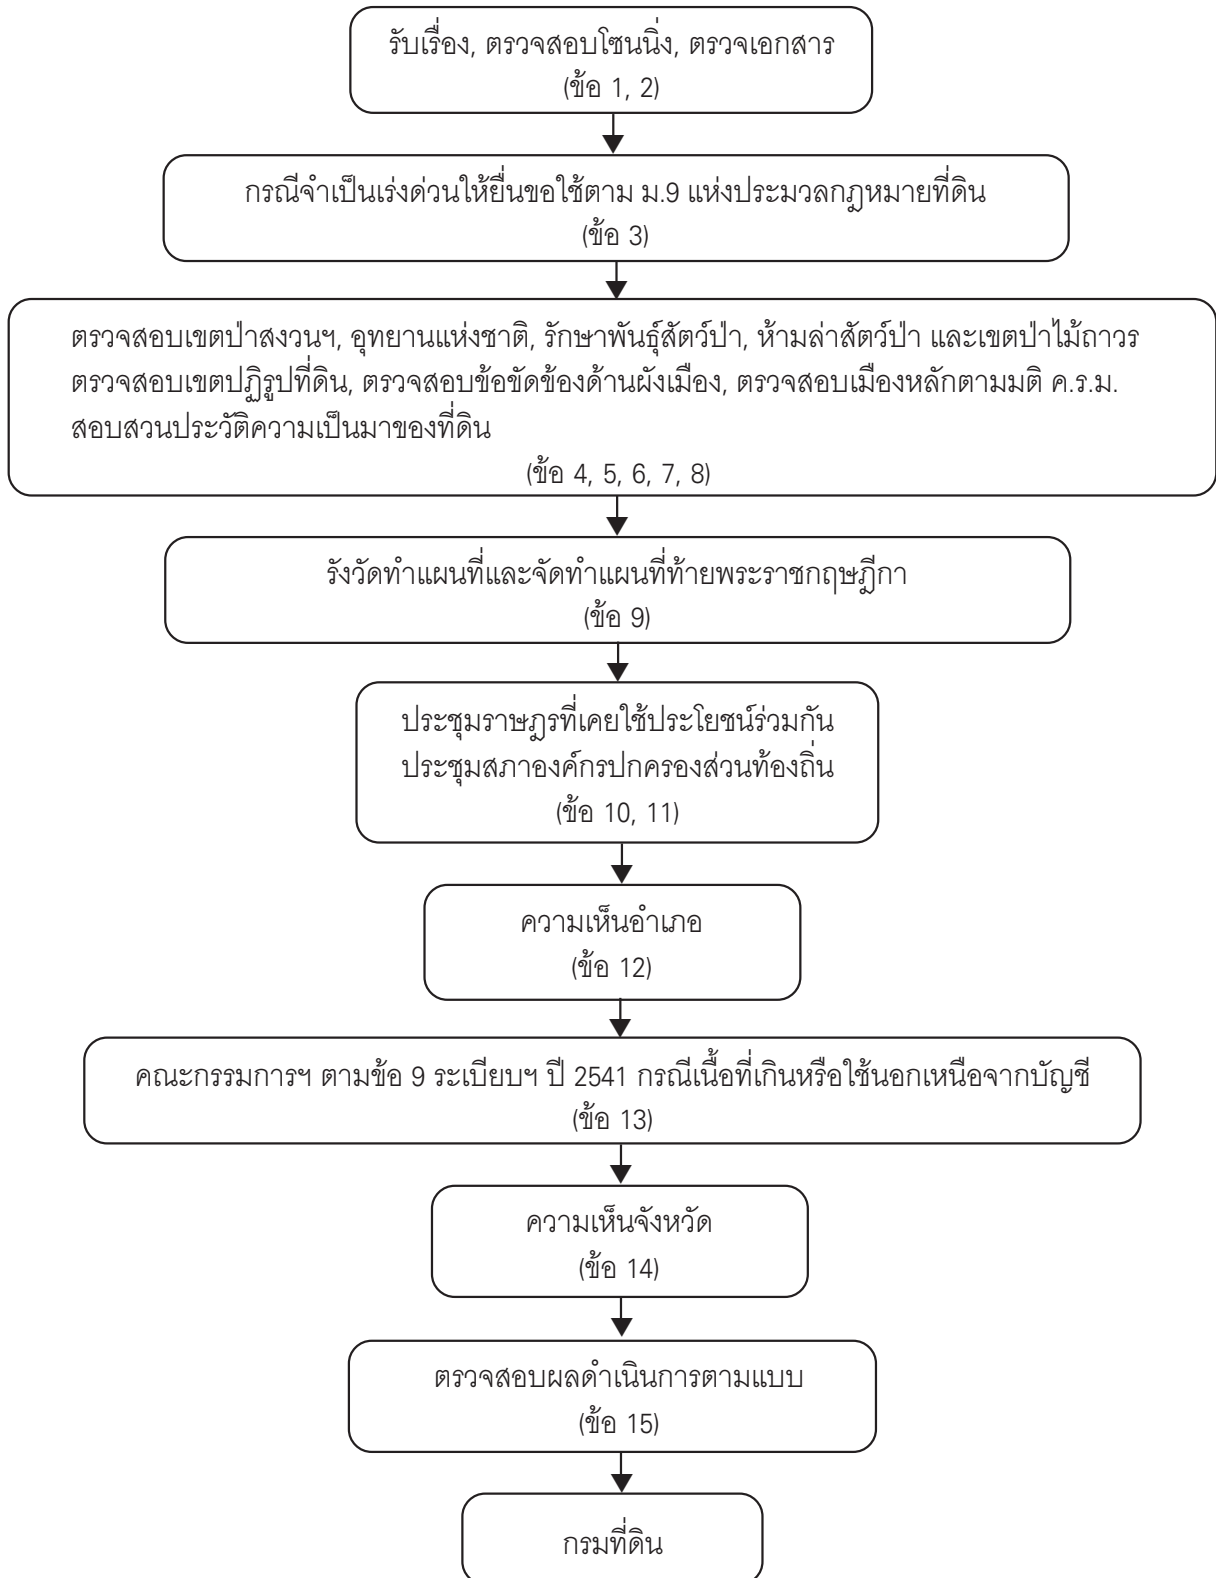 รับเรื่อง, ตรวจสอบโซนนิ่ง, ตรวจเอกสาร
(ข้อ 1, 2)
กรณีจำเป็นเร่งด่วนให้ยื่นขอใช้ตาม ม.9 แห่งประมวลกฎหมายที่ดิน
(ข้อ 3)
ตรวจสอบเขตป่าสงวนฯ, อุทยานแห่งชาติ, รักษาพันธุ์สัตว์ป่า, ห้ามล่าสัตว์ป่า และเขตป่าไม้ถาวร
ตรวจสอบเขตปฏิรูปที่ดิน, ตรวจสอบข้อขัดข้องด้านผังเมือง, ตรวจสอบเมืองหลักตามมติ ค.ร.ม.
สอบสวนประวัติความเป็นมาของที่ดิน
(ข้อ 4, 5, 6, 7, 8)
รังวัดทำแผนที่และจัดทำแผนที่ท้ายพระราชกฤษฎีกา
(ข้อ 9)
ประชุมราษฎรที่เคยใช้ประโยชน์ร่วมกัน
ประชุมสภาองค์กรปกครองส่วนท้องถิ่น
(ข้อ 10, 11)
ความเห็นอำเภอ
(ข้อ 12)
คณะกรรมการฯ ตามข้อ 9 ระเบียบฯ ปี 2541 กรณีเนื้อที่เกินหรือใช้นอกเหนือจากบัญชี
(ข้อ 13)
ความเห็นจังหวัด
(ข้อ 14)
ตรวจสอบผลดำเนินการตามแบบ
(ข้อ 15)
กรมที่ดิน